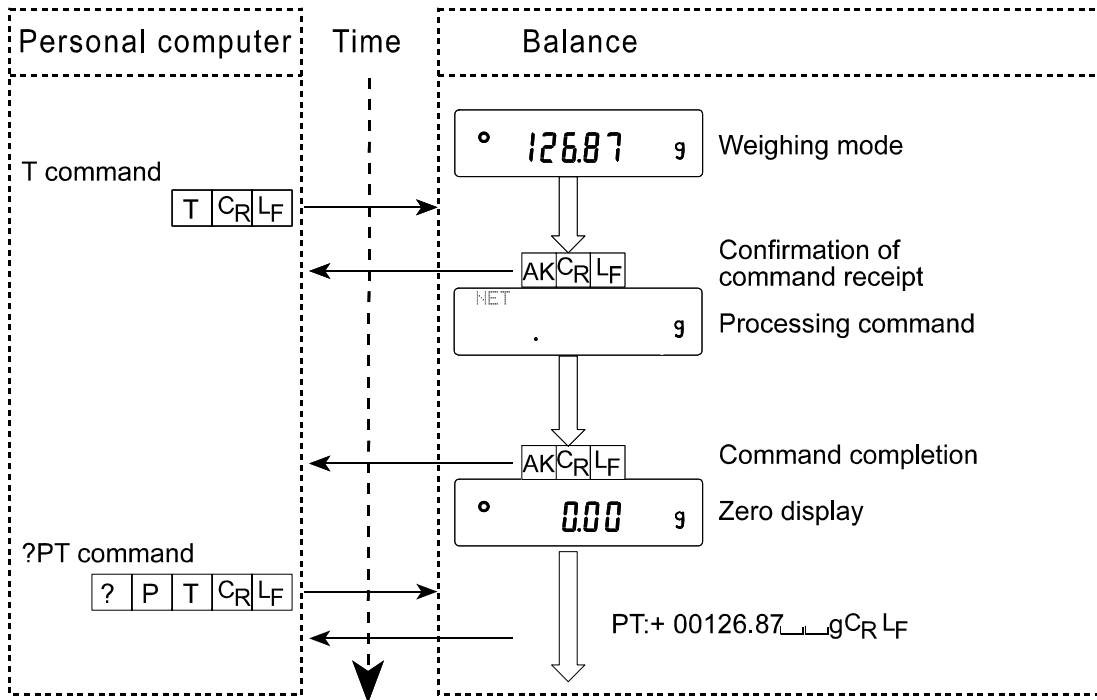 Personal computer Time Balance
126.87 g Weighing mode
T command
T CR LF
Confirmation of
command receipt
AK CR LF
NET
. g Processing command
AK CR LF Command completion
0.00 g Zero display
?PT command
? P T CR LF
PT:+ 00126.87␣␣gCR LF